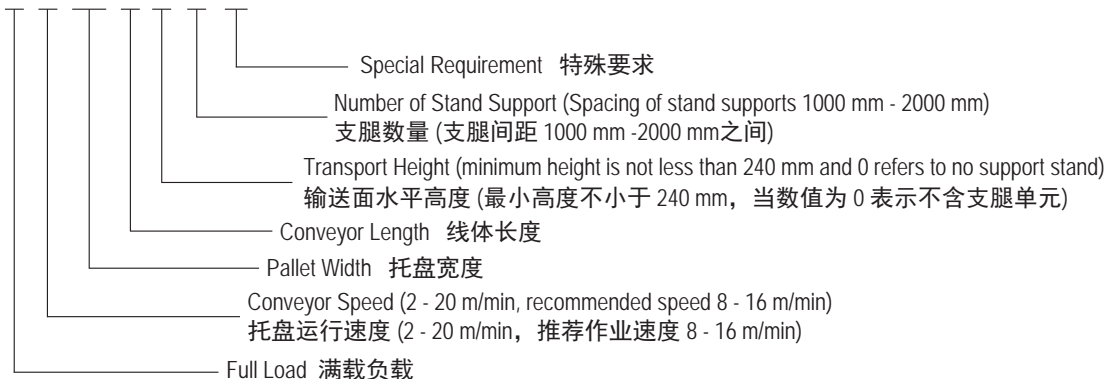 Special Requirement 特殊要求
Number of Stand Support (Spacing of stand supports 1000 mm - 2000 mm)
支腿数量 (支腿间距 1000 mm -2000 mm之间)
Transport Height (minimum height is not less than 240 mm and 0 refers to no support stand)
输送面水平高度 (最小高度不小于 240 mm，当数值为 0 表示不含支腿单元)
Conveyor Length 线体长度
Pallet Width 托盘宽度
Conveyor Speed (2 - 20 m/min, recommended speed 8 - 16 m/min)
托盘运行速度 (2 - 20 m/min，推荐作业速度 8 - 16 m/min)
Full Load 满载负载